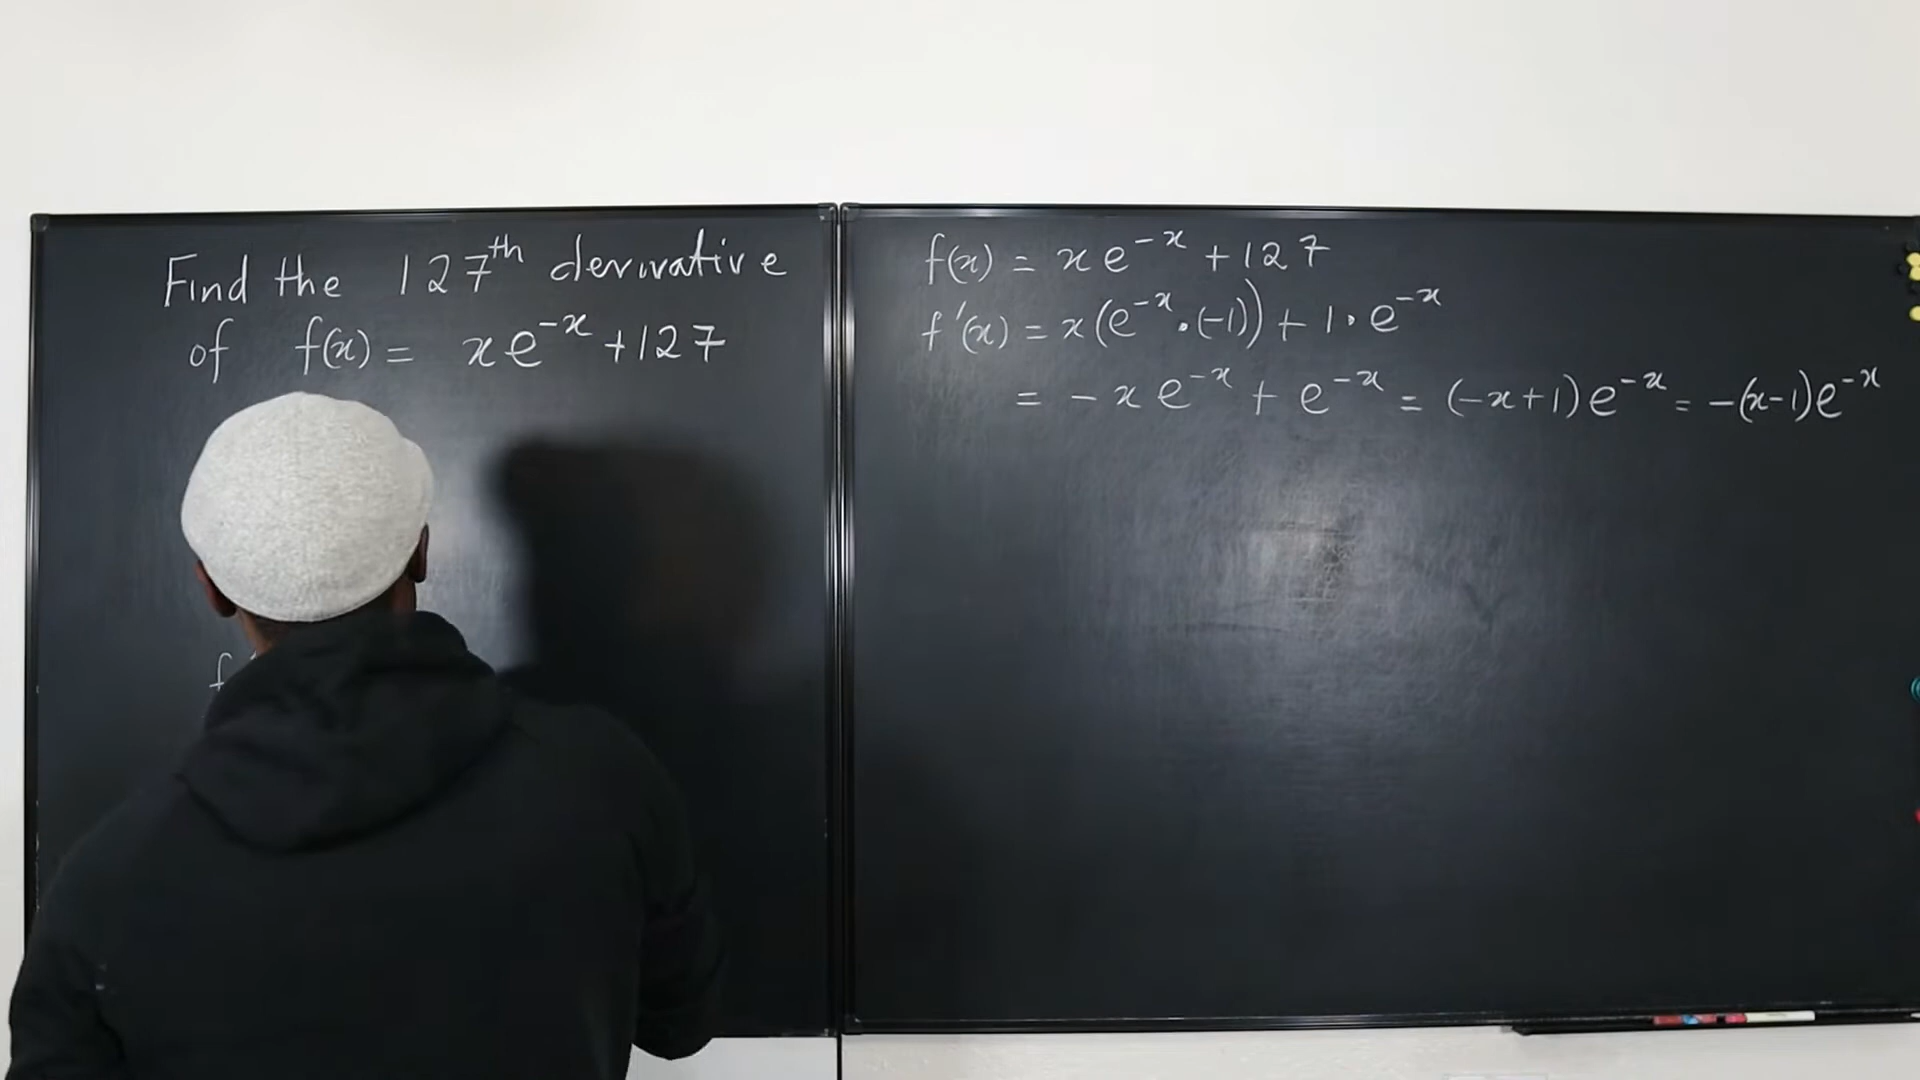 Find the 127th derivative
of f(x) = xe^{-x} + 127
f
f(x) = xe^{-x} + 127
f'(x) = x(e^{-x} · (-1)) + 1 · e^{-x}
= -xe^{-x} + e^{-x} = (-x+1)e^{-x} = -(x-1)e^{-x}